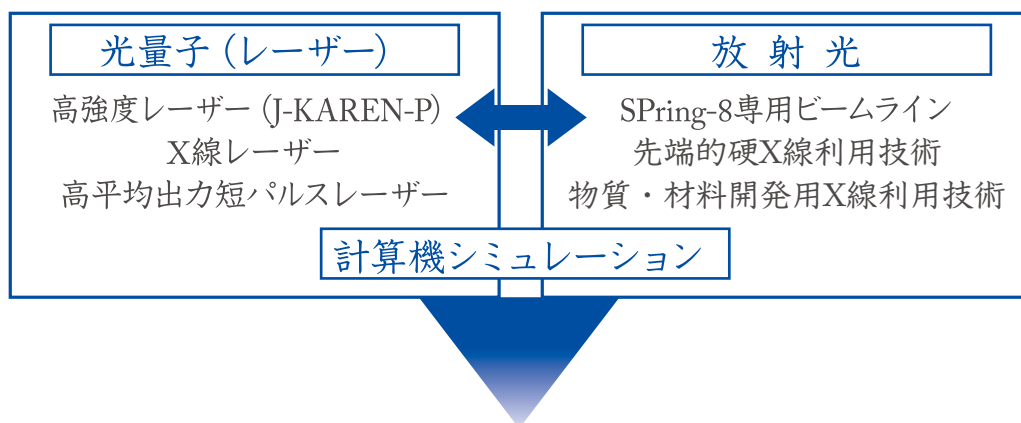 光量子（レーザー）
高強度レーザー（J-KAREN-P）
X線レーザー
高平均出力短パルスレーザー
放射光
SPring-8専用ビームライン
先端的硬X線利用技術
物質・材料開発用X線利用技術
計算機シミュレーション